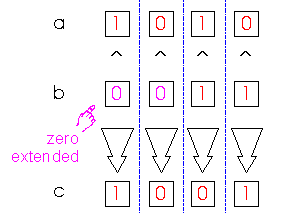 a 1 0 1 0
^ ^ ^ ^
b 0 0 1 1
zero
extended
c 1 0 0 1